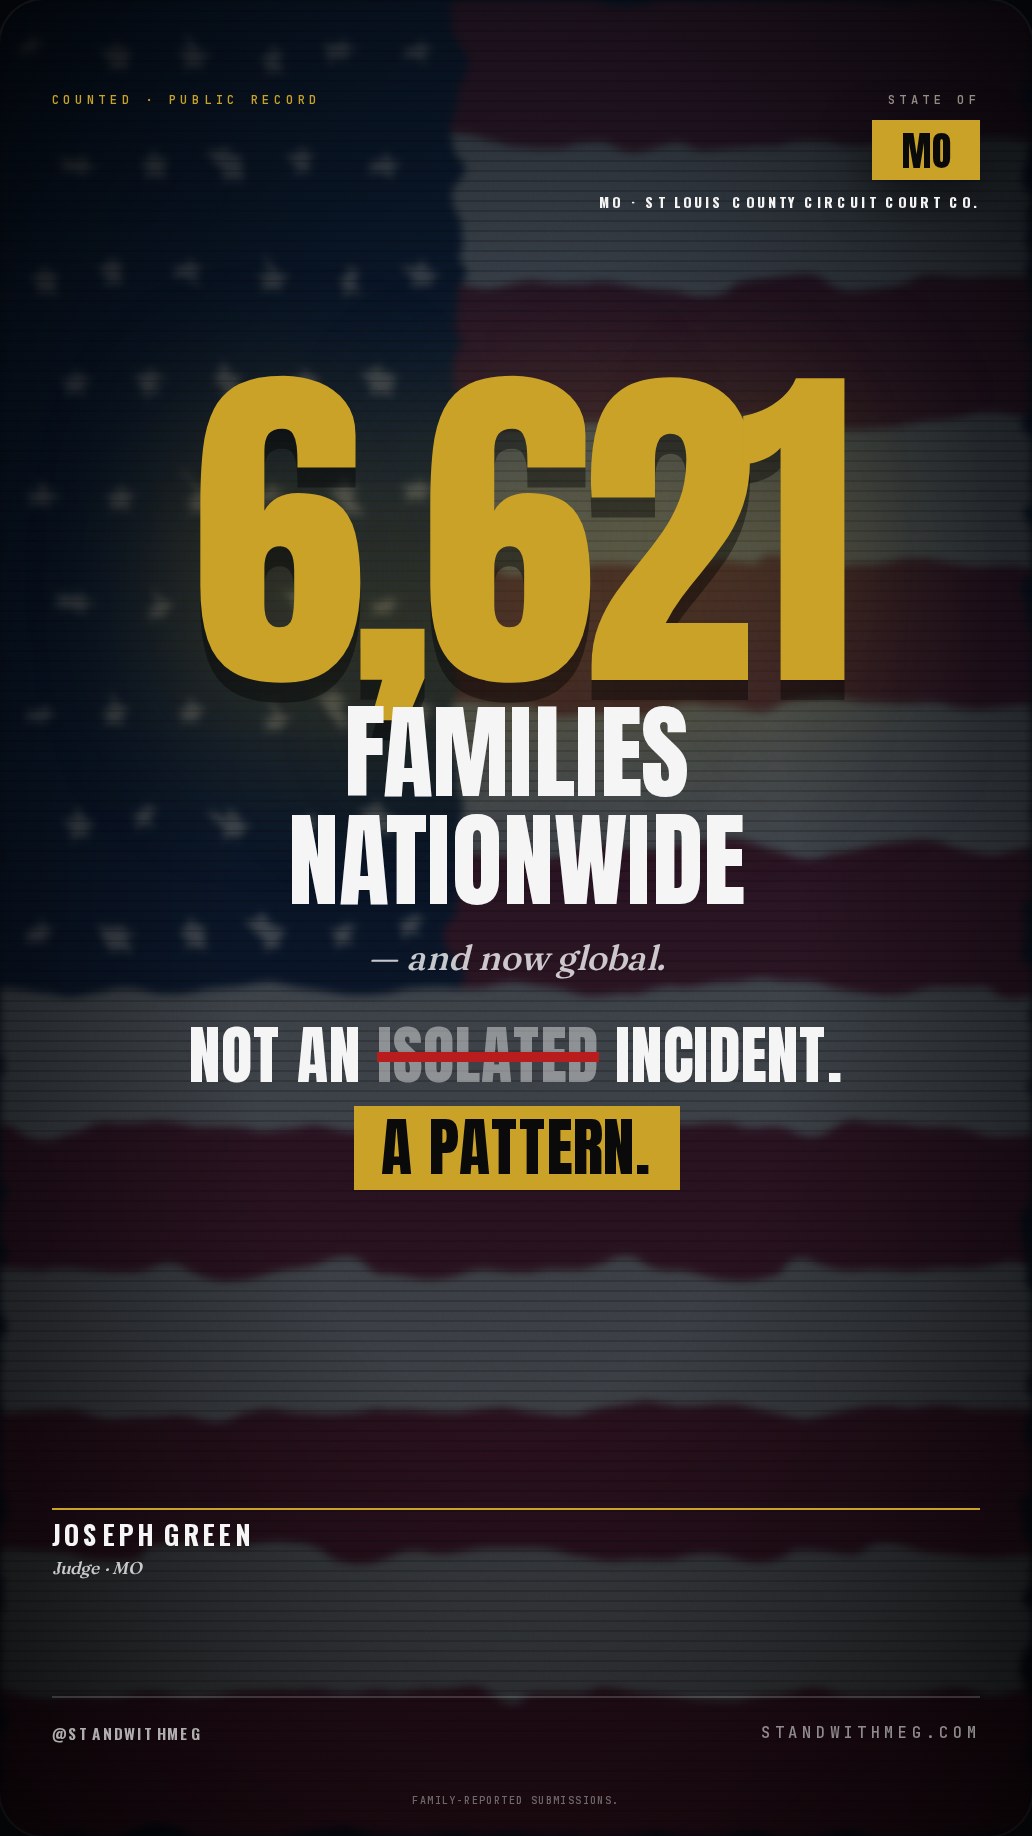 COUNTED · PUBLIC RECORD
STATE OF
MO
MO · ST LOUIS COUNTY CIRCUIT COURT CO.
6,621
FAMILIES
NATIONWIDE
— and now global.
NOT AN ISOLATED INCIDENT.
A PATTERN.
JOSEPH GREEN
Judge · MO
@STANDWITHMEG
STANDWITHMEG.COM
FAMILY-REPORTED SUBMISSIONS.